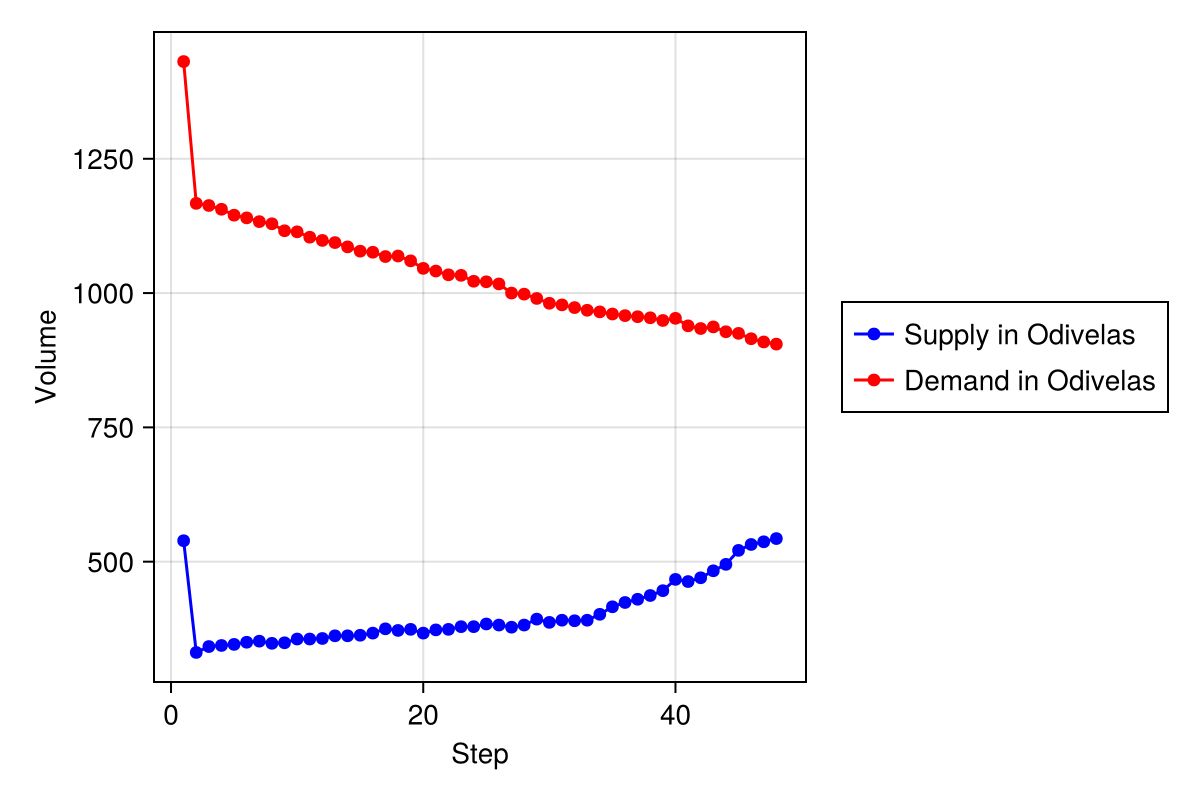 1250
1000
750
500
Volume
0 20 40
Step
Supply in Odivelas
Demand in Odivelas